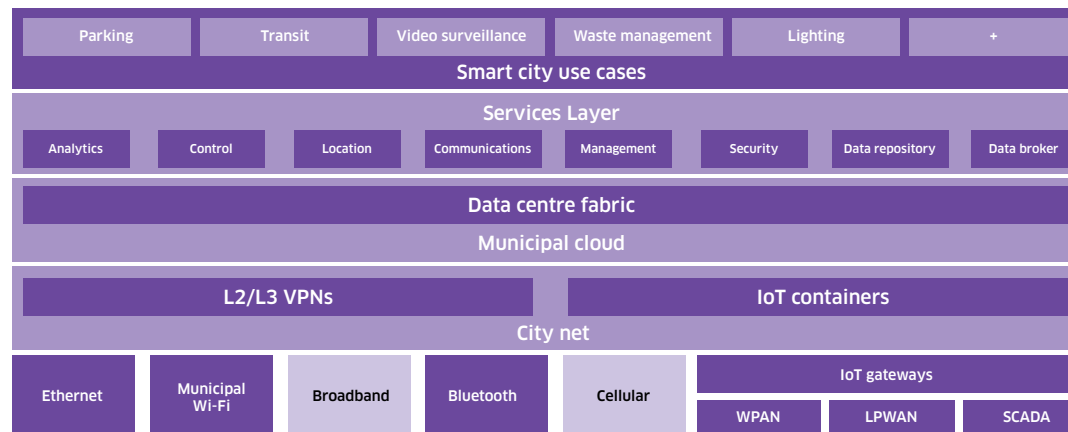 Parking
Transit
Video surveillance
Waste management
Lighting
+
Smart city use cases
Services Layer
Analytics
Control
Location
Communications
Management
Security
Data repository
Data broker
Data centre fabric
Municipal cloud
L2/L3 VPNs
IoT containers
City net
Ethernet
Municipal
Wi-Fi
Broadband
Bluetooth
Cellular
IoT gateways
WPAN
LPWAN
SCADA